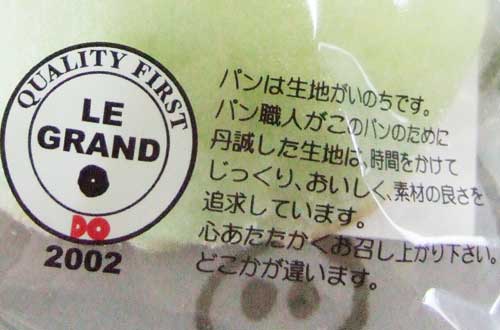 QUALITY FIRST
LE
GRAND
DO
2002
パンは生地がいのちです。
パン職人がこのパンのために
丹誠した生地は、時間をかけて
じっくり、おいしく、素材の良さを
追求しています。
心あたたかくお召し上がり下さい。
どこかが違います。